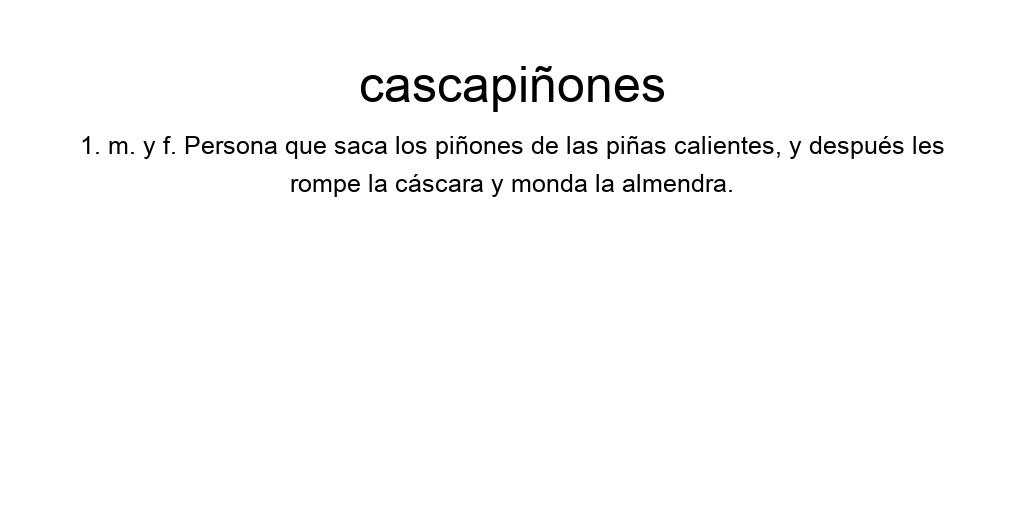 cascapiñones
1. m. y f. Persona que saca los piñones de las piñas calientes, y después les
rompe la cáscara y monda la almendra.